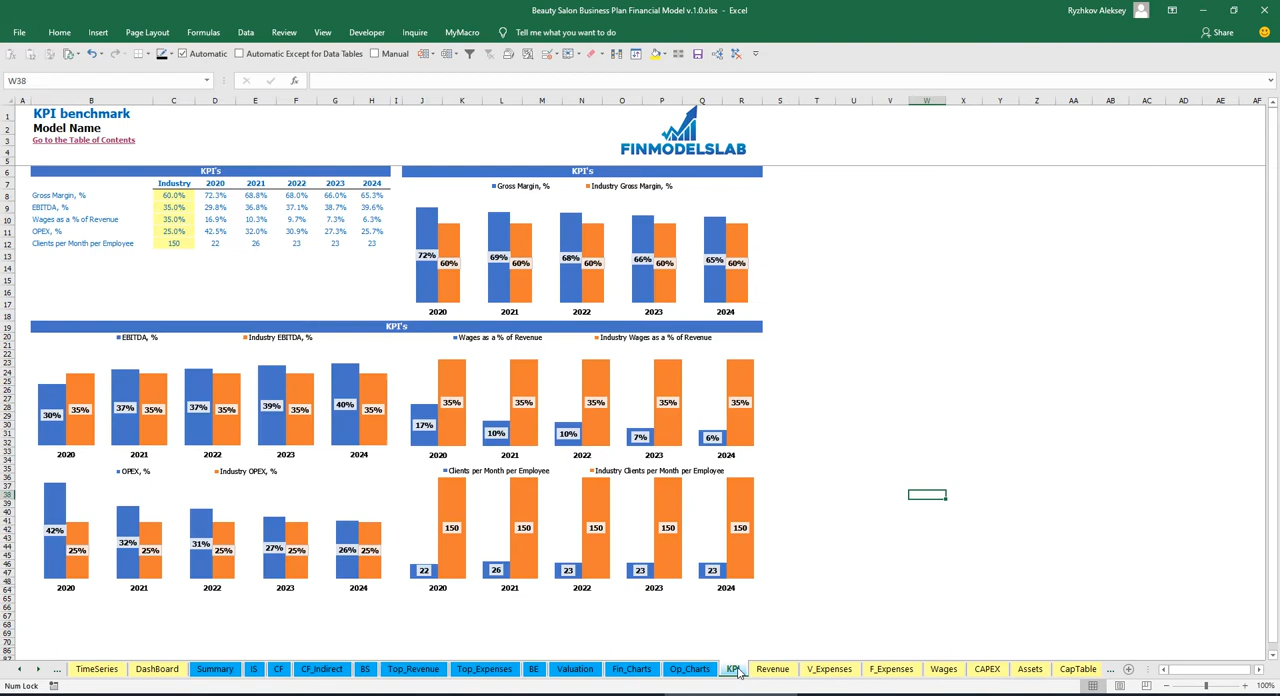 Beauty Salon Business Plan Financial Model v.1.0.xlsx - Excel
Ryzhkov Aleksey
File Home Insert Page Layout Formulas Data Review View Developer Inquire MyMacro Tell me what you want to do Share
Automatic Automatic Except for Data Tables Manual
W38
fx
A B C D E F G H I J K L M N O P Q R S T U V W X Y Z AA AB AC AD AE AF
KPI benchmark
Model Name
Go to the Table of Contents
FINMODELSLAB
KPI's
Industry 2020 2021 2022 2023 2024
Gross Margin, % 60.0% 72.3% 68.8% 68.0% 66.0% 65.3%
EBITDA, % 35.0% 29.8% 36.8% 37.1% 38.7% 39.6%
Wages as a % of Revenue 35.0% 16.9% 10.3% 9.7% 7.3% 6.3%
OPEX, % 25.0% 42.5% 32.0% 30.9% 27.3% 25.7%
Clients per Month per Employee 150 22 26 23 23 23
KPI's
Gross Margin, % Industry Gross Margin, %
72% 60% 69% 60% 68% 60% 66% 60% 65% 60%
2020 2021 2022 2023 2024
KPI's
EBITDA, % Industry EBITDA, %
30% 35% 37% 35% 37% 35% 39% 35% 40% 35%
2020 2021 2022 2023 2024
Wages as a % of Revenue Industry Wages as a % of Revenue
17% 35% 10% 35% 10% 35% 7% 35% 6% 35%
2020 2021 2022 2023 2024
OPEX, % Industry OPEX, %
42% 25% 32% 25% 31% 25% 27% 25% 26% 25%
2020 2021 2022 2023 2024
Clients per Month per Employee Industry Clients per Month per Employee
22 150 26 150 23 150 23 150 23 150
2020 2021 2022 2023 2024
... TimeSeries DashBoard Summary IS CF CF_Indirect BS Top_Revenue Top_Expenses BE Valuation Fin_Charts Op_Charts KPI Revenue V_Expenses F_Expenses Wages CAPEX Assets CapTable ...
Num Lock 100%